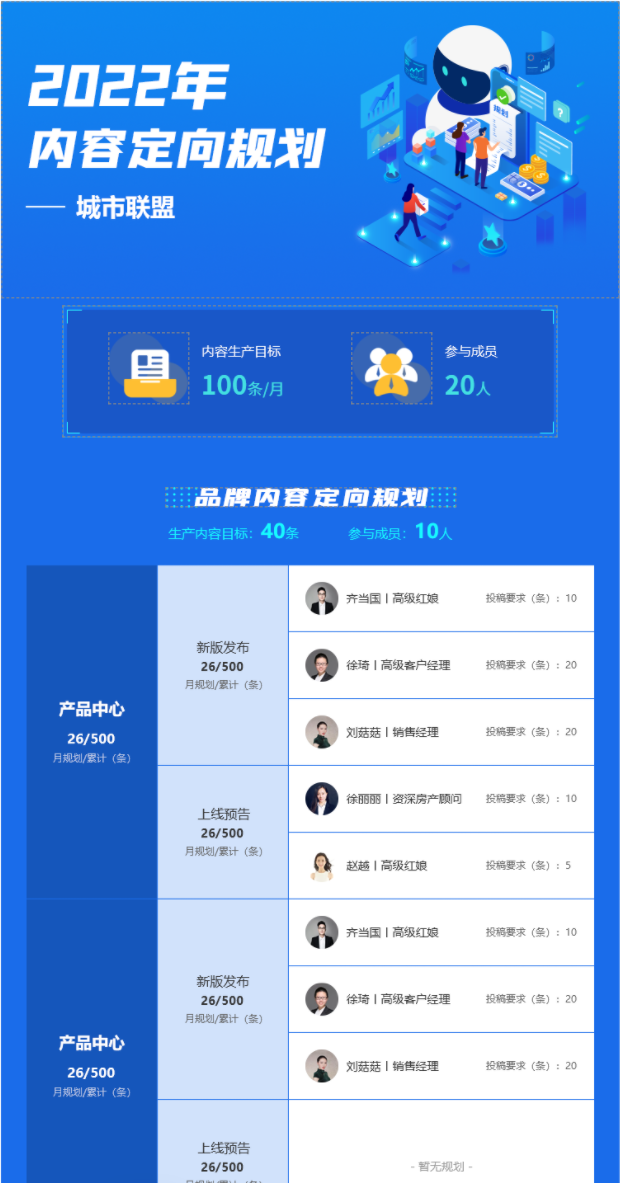 2022年
内容定向规划
城市联盟
规划
内容生产目标
100条/月
参与成员
20人
品牌内容定向规划
生产内容目标：40条
参与成员：10人
产品中心
26/500
月规划/累计（条）
新版发布
26/500
月规划/累计（条）
齐当国丨高级红娘
投稿要求（条）：10
徐琦丨高级客户经理
投稿要求（条）：20
刘菇菇丨销售经理
投稿要求（条）：20
上线预告
26/500
月规划/累计（条）
徐丽丽丨资深房产顾问
投稿要求（条）：10
赵越丨高级红娘
投稿要求（条）：5
产品中心
26/500
月规划/累计（条）
新版发布
26/500
月规划/累计（条）
齐当国丨高级红娘
投稿要求（条）：10
徐琦丨高级客户经理
投稿要求（条）：20
刘菇菇丨销售经理
投稿要求（条）：20
上线预告
26/500
- 暂无规划 -